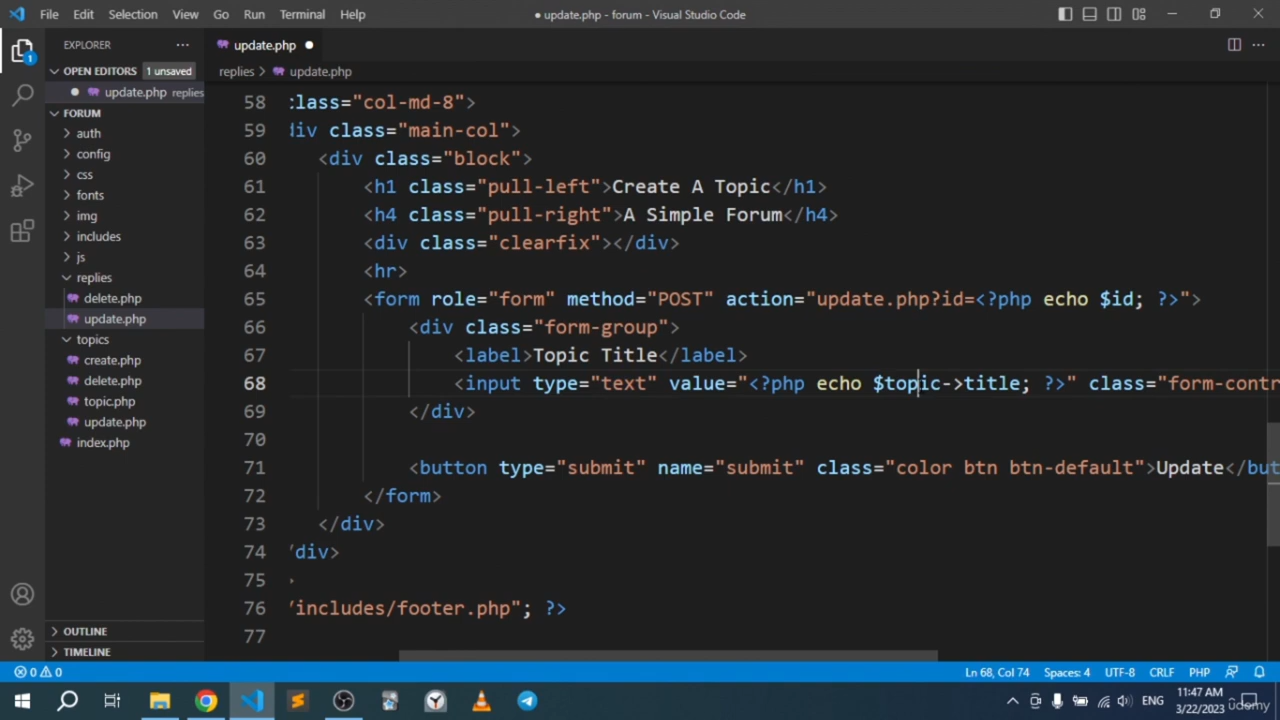 File Edit Selection View Go Run Terminal Help
● update.php - forum - Visual Studio Code
EXPLORER
update.php
OPEN EDITORS 1 unsaved
update.php replies
replies > update.php
FORUM
auth
config
css
fonts
img
includes
js
replies
delete.php
update.php
topics
create.php
delete.php
topic.php
update.php
index.php
OUTLINE
TIMELINE
58 :lass="col-md-8">
59 div class="main-col">
60 <div class="block">
61 <h1 class="pull-left">Create A Topic</h1>
62 <h4 class="pull-right">A Simple Forum</h4>
63 <div class="clearfix"></div>
64 <hr>
65 <form role="form" method="POST" action="update.php?id=<?php echo $id; ?>">
66 <div class="form-group">
67 <label>Topic Title</label>
68 <input type="text" value="<?php echo $topic->title; ?>" class="form-contr
69 </div>
70
71 <button type="submit" name="submit" class="color btn btn-default">Update</but
72 </form>
73 </div>
74 /div>
75 >
76 "includes/footer.php"; ?>
77
0 0
Ln 68, Col 74 Spaces: 4 UTF-8 CRLF PHP
ENG
11:47 AM
3/22/2023
udemy